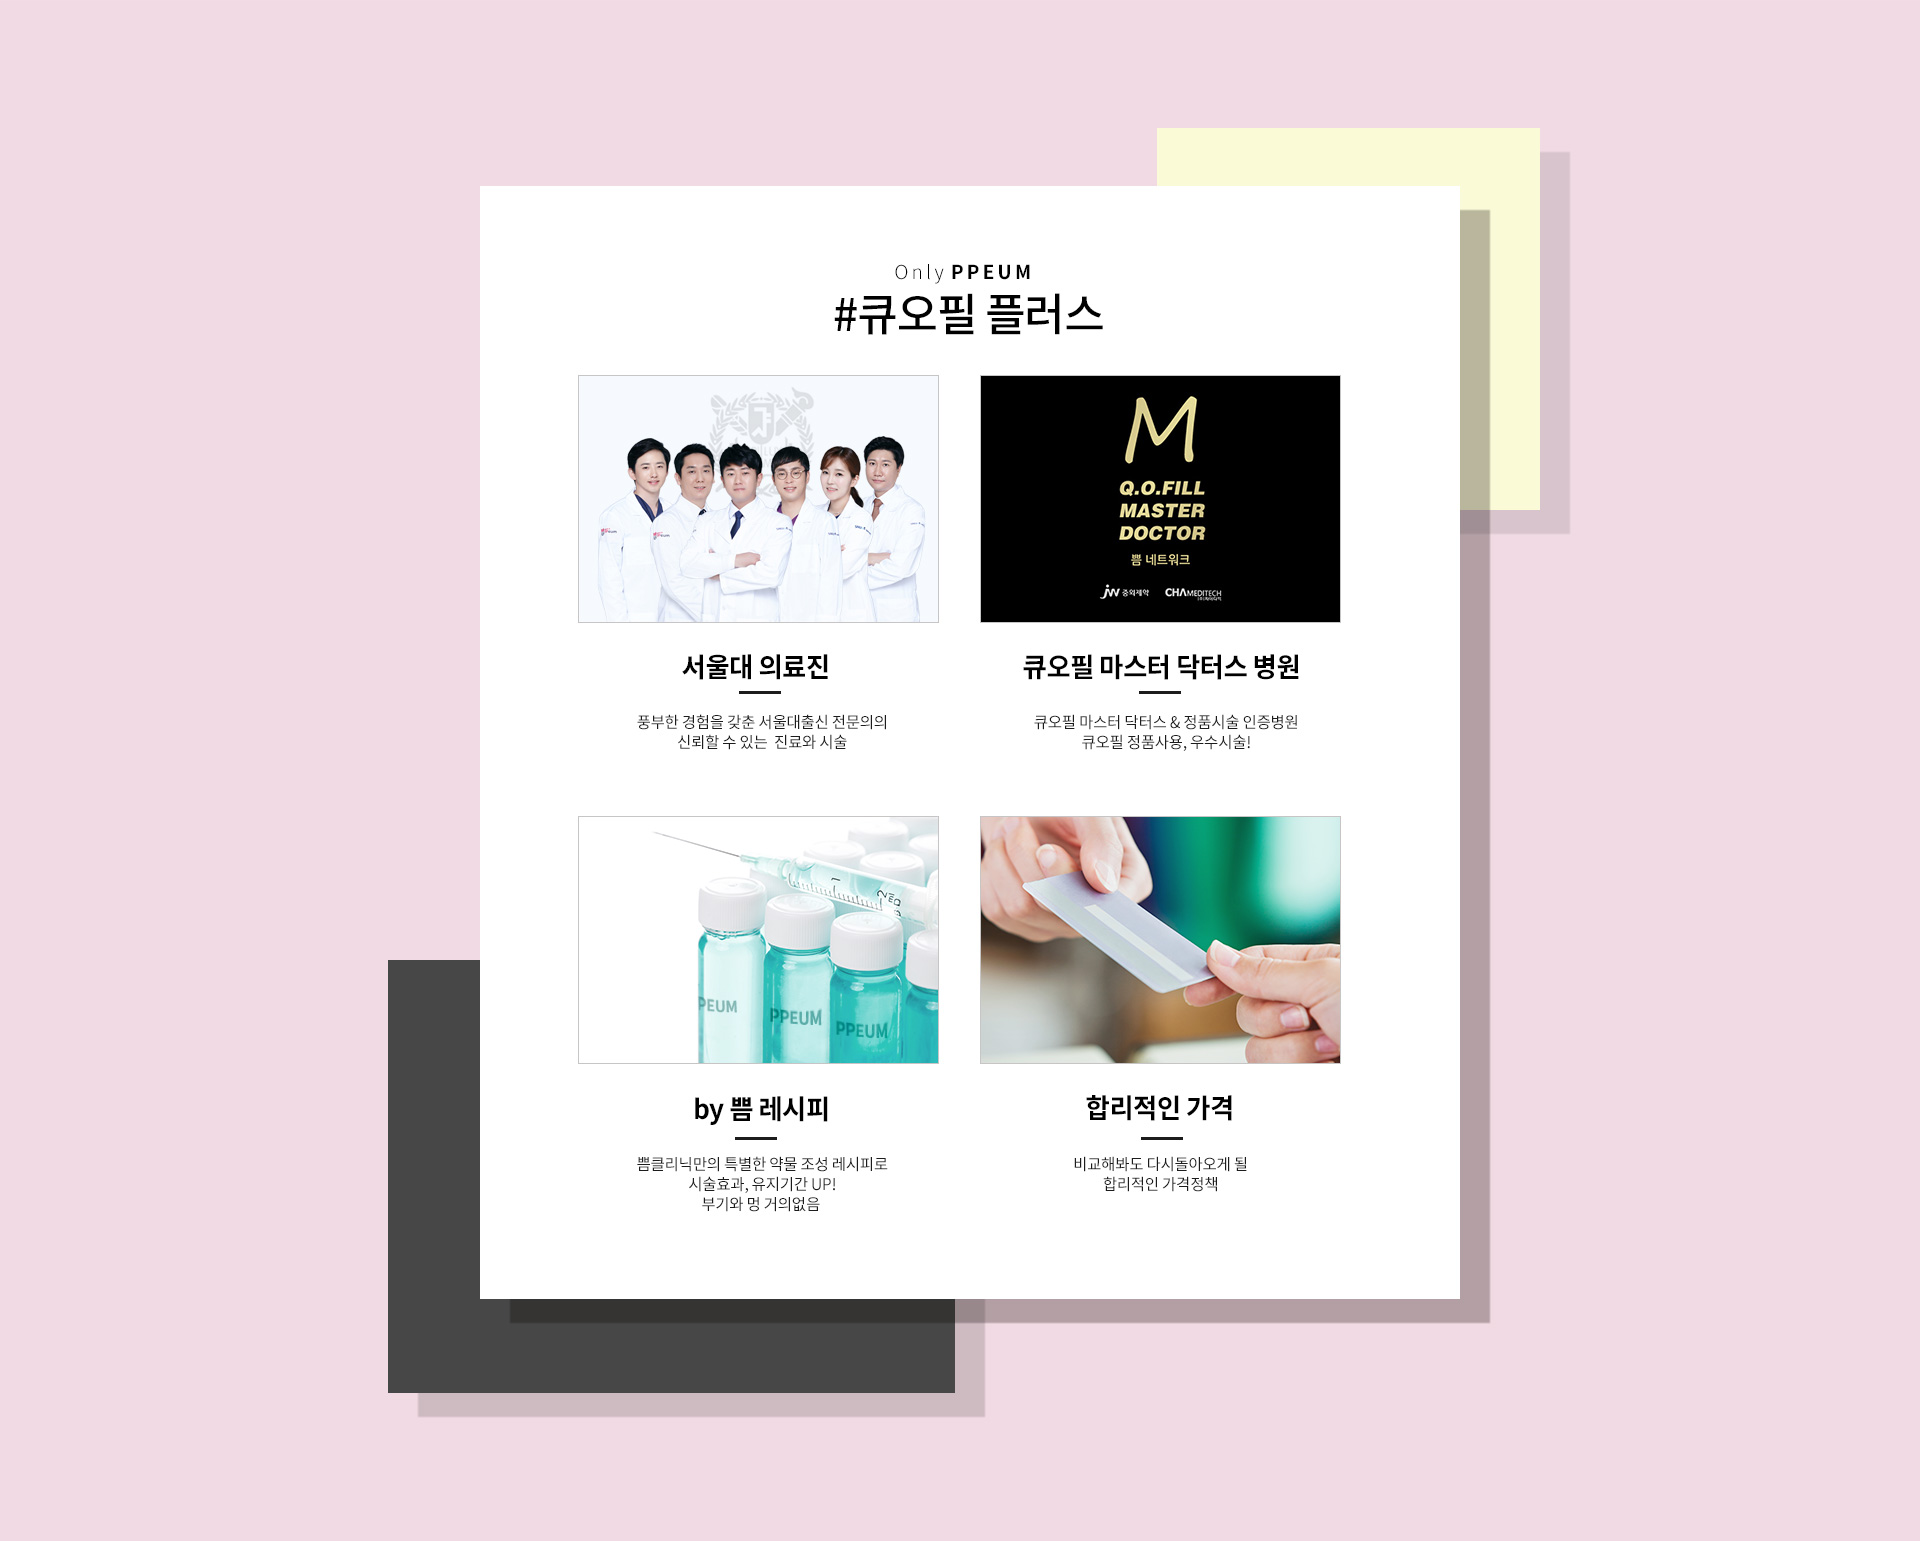 Only PPEUM
#큐오필 플러스
M
Q.O.FILL
MASTER
DOCTOR
쁨 네트워크
JW 중외제약 CHAMEDITECH
서울대 의료진
풍부한 경험을 갖춘 서울대출신 전문의의
신뢰할 수 있는 진료와 시술
큐오필 마스터 닥터스 병원
큐오필 마스터 닥터스 & 정품시술 인증병원
큐오필 정품사용, 우수시술!
1
2
PEUM
PPEUM
PPEUM
by 쁨 레시피
쁨클리닉만의 특별한 약물 조성 레시피로
시술효과, 유지기간 UP!
부기와 멍 거의없음
합리적인 가격
비교해봐도 다시돌아오게 될
합리적인 가격정책